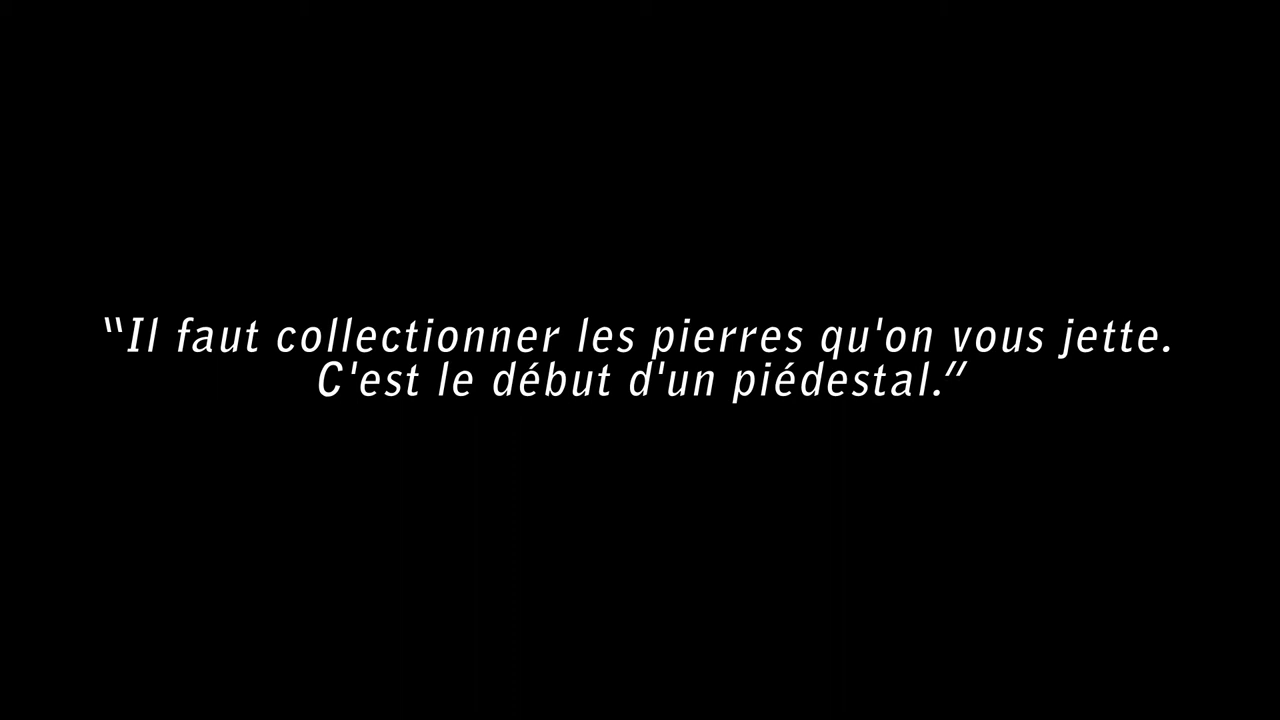 “Il faut collectionner les pierres qu'on vous jette.
C'est le début d'un piédestal.”